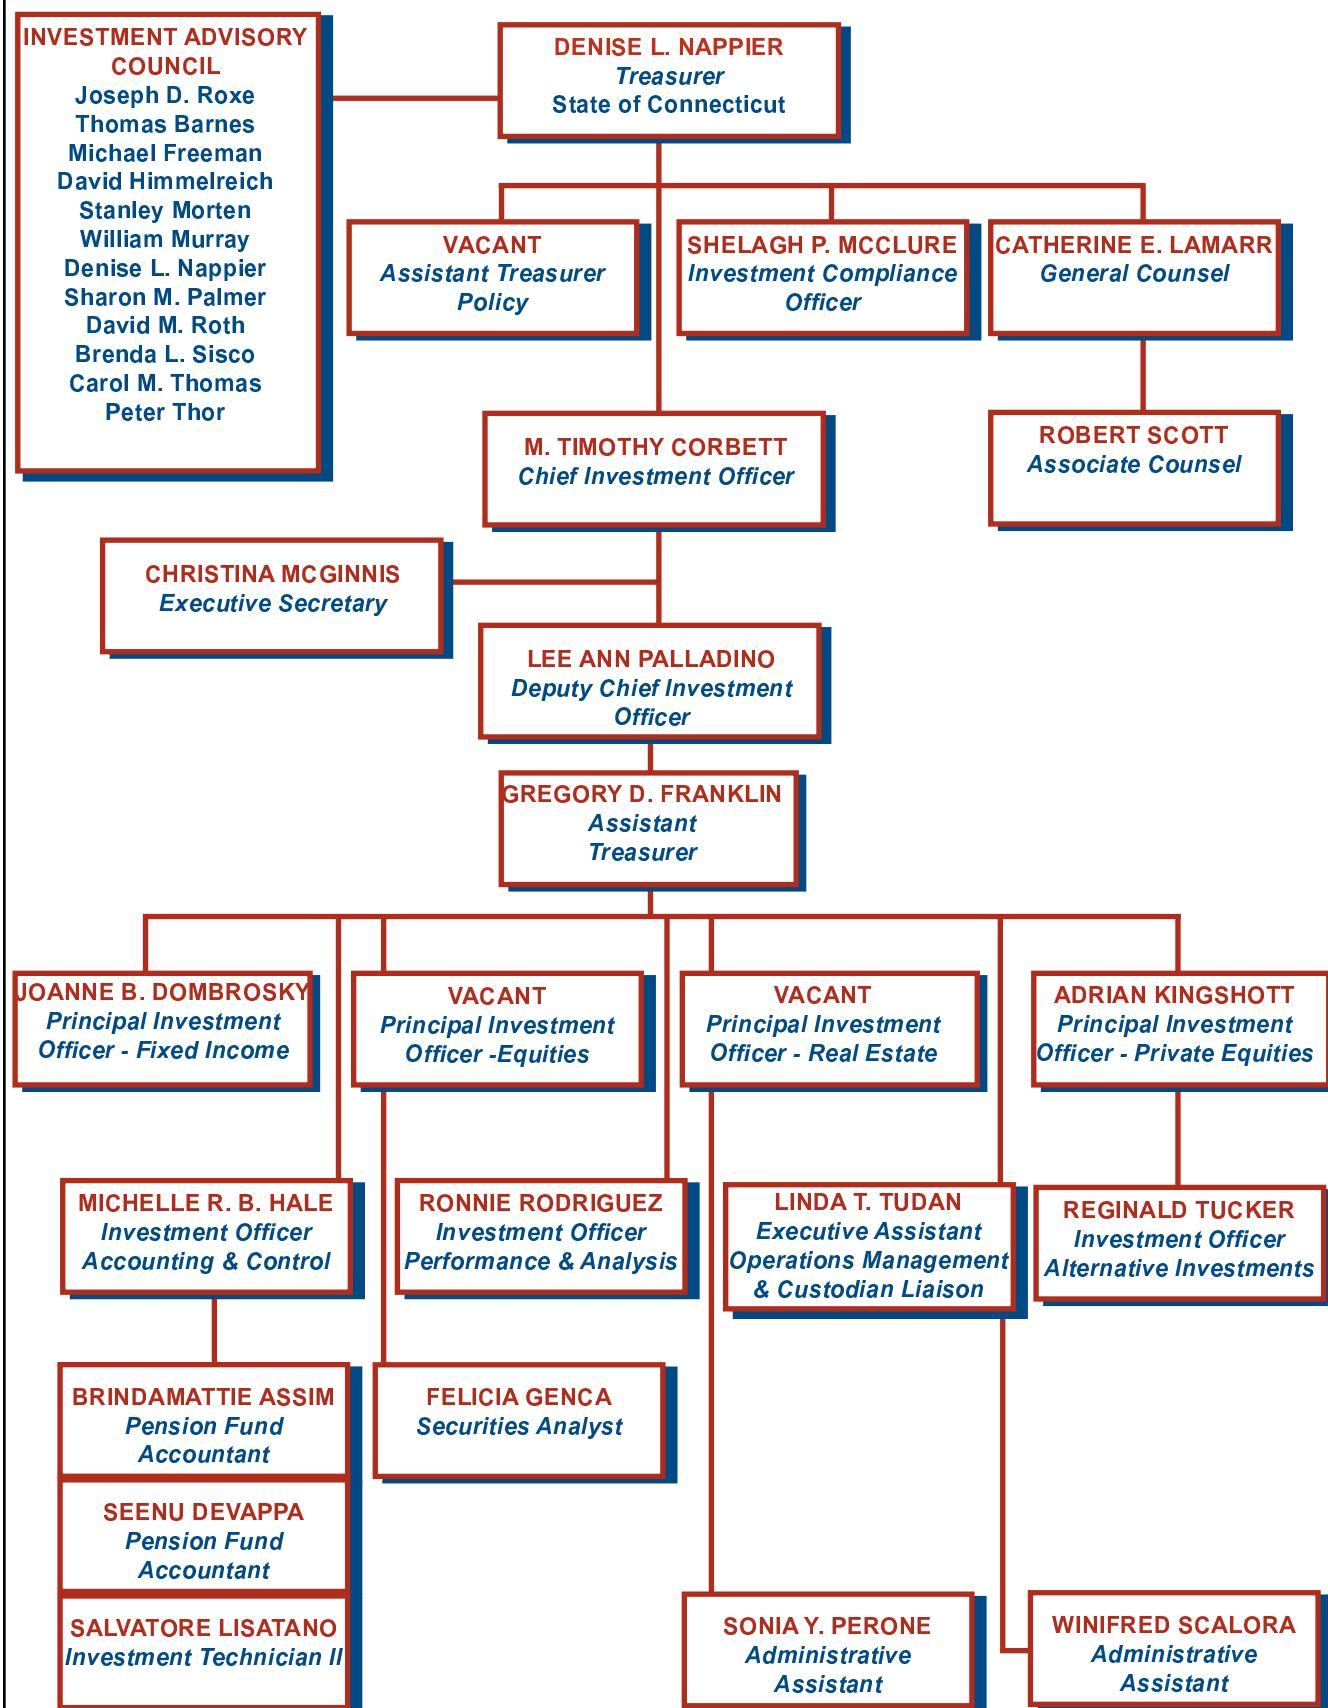 INVESTMENT ADVISORY
COUNCIL
Joseph D. Roxe
Thomas Barnes
Michael Freeman
David Himmelreich
Stanley Morten
William Murray
Denise L. Nappier
Sharon M. Palmer
David M. Roth
Brenda L. Sisco
Carol M. Thomas
Peter Thor
DENISE L. NAPPIER
Treasurer
State of Connecticut
VACANT
Assistant Treasurer
Policy
SHELAGH P. MCCLURE
Investment Compliance
Officer
CATHERINE E. LAMARR
General Counsel
M. TIMOTHY CORBETT
Chief Investment Officer
ROBERT SCOTT
Associate Counsel
CHRISTINA MCGINNIS
Executive Secretary
LEE ANN PALLADINO
Deputy Chief Investment
Officer
GREGORY D. FRANKLIN
Assistant
Treasurer
JOANNE B. DOMBROSKY
Principal Investment
Officer - Fixed Income
VACANT
Principal Investment
Officer -Equities
VACANT
Principal Investment
Officer - Real Estate
ADRIAN KINGSHOTT
Principal Investment
Officer - Private Equities
MICHELLE R. B. HALE
Investment Officer
Accounting & Control
RONNIE RODRIGUEZ
Investment Officer
Performance & Analysis
LINDA T. TUDAN
Executive Assistant
Operations Management
& Custodian Liaison
REGINALD TUCKER
Investment Officer
Alternative Investments
BRINDAMATTIE ASSIM
Pension Fund
Accountant
FELICIA GENCA
Securities Analyst
SEENU DEVAPPA
Pension Fund
Accountant
SALVATORE LISATANO
Investment Technician II
SONIA Y. PERONE
Administrative
Assistant
WINIFRED SCALORA
Administrative
Assistant